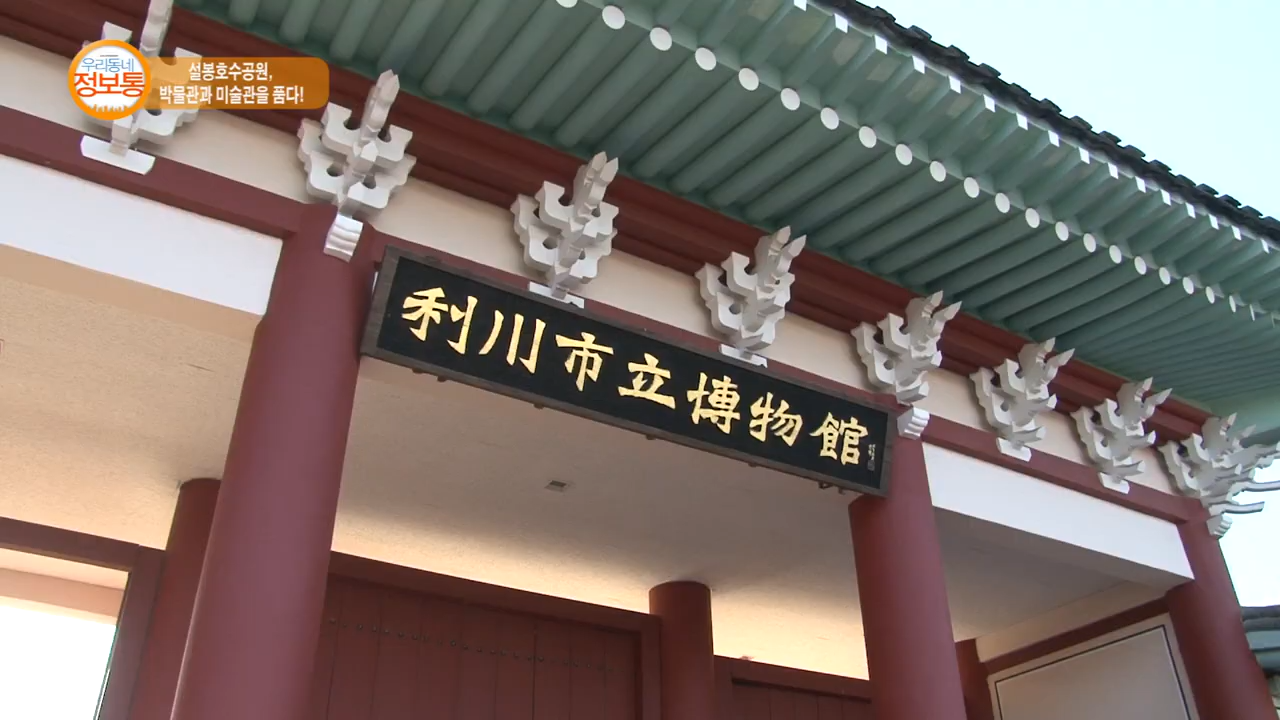 우리동네
정보통
설봉호수공원,
박물관과 미술관을 품다!
利川市立博物館